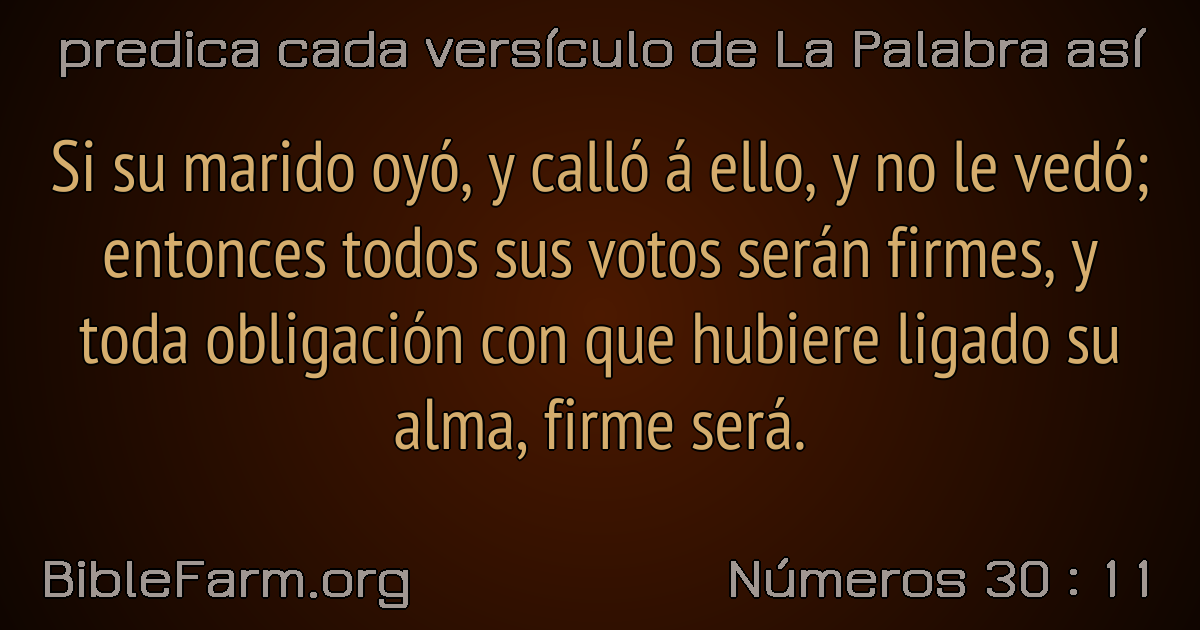 predica cada versículo de La Palabra así
Si su marido oyó, y calló á ello, y no le vedó;
entonces todos sus votos serán firmes, y
toda obligación con que hubiere ligado su
alma, firme será.
BibleFarm.org
Números 30 : 11